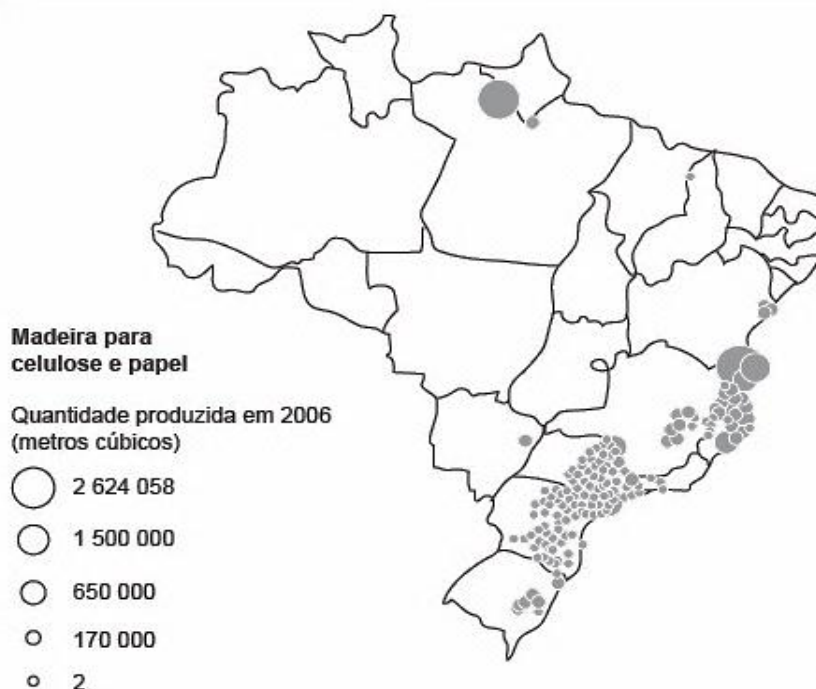 Madeira para
celulose e papel
Quantidade produzida em 2006
(metros cúbicos)
2 624 058
1 500 000
650 000
170 000
2